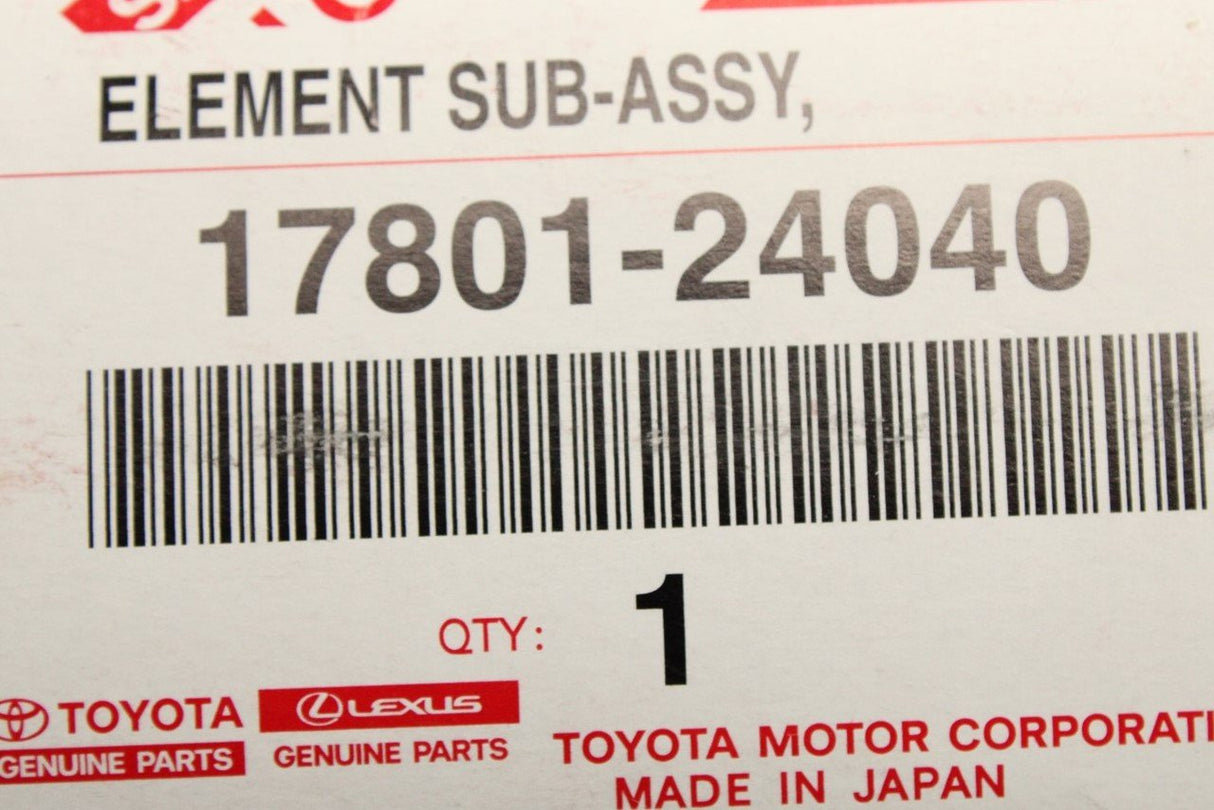 ELEMENT SUB-ASSY,
17801-24040
QTY: 1
TOYOTA
GENUINE PARTS
LEXUS
GENUINE PARTS
TOYOTA MOTOR CORPORATI
MADE IN JAPAN